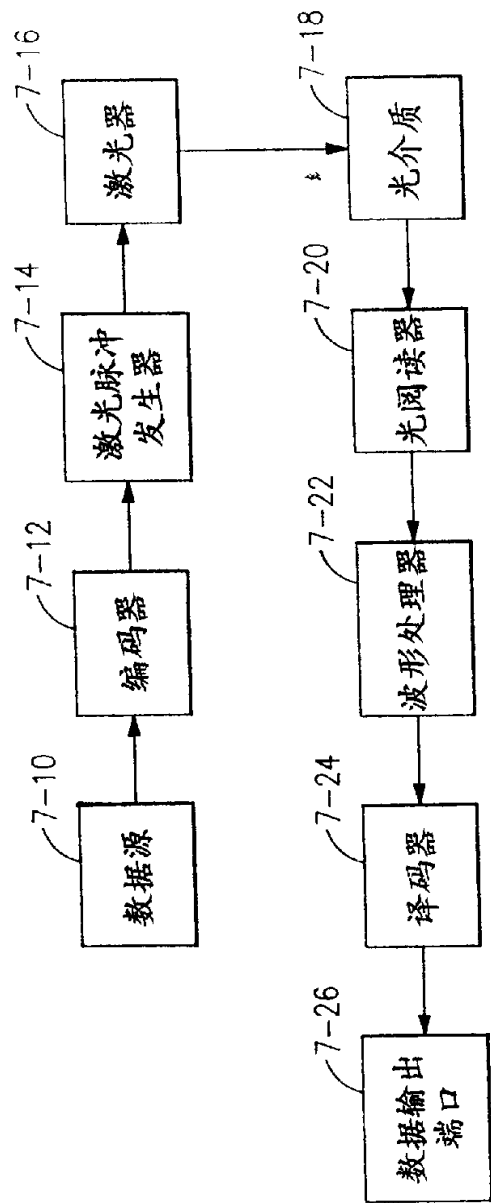 7-10
数据源
7-12
编码器
7-14
激光脉冲
发生器
7-16
激光器
7-18
光介质
7-20
光阅读器
7-22
波形处理器
7-24
译码器
7-26
数据输出
端口